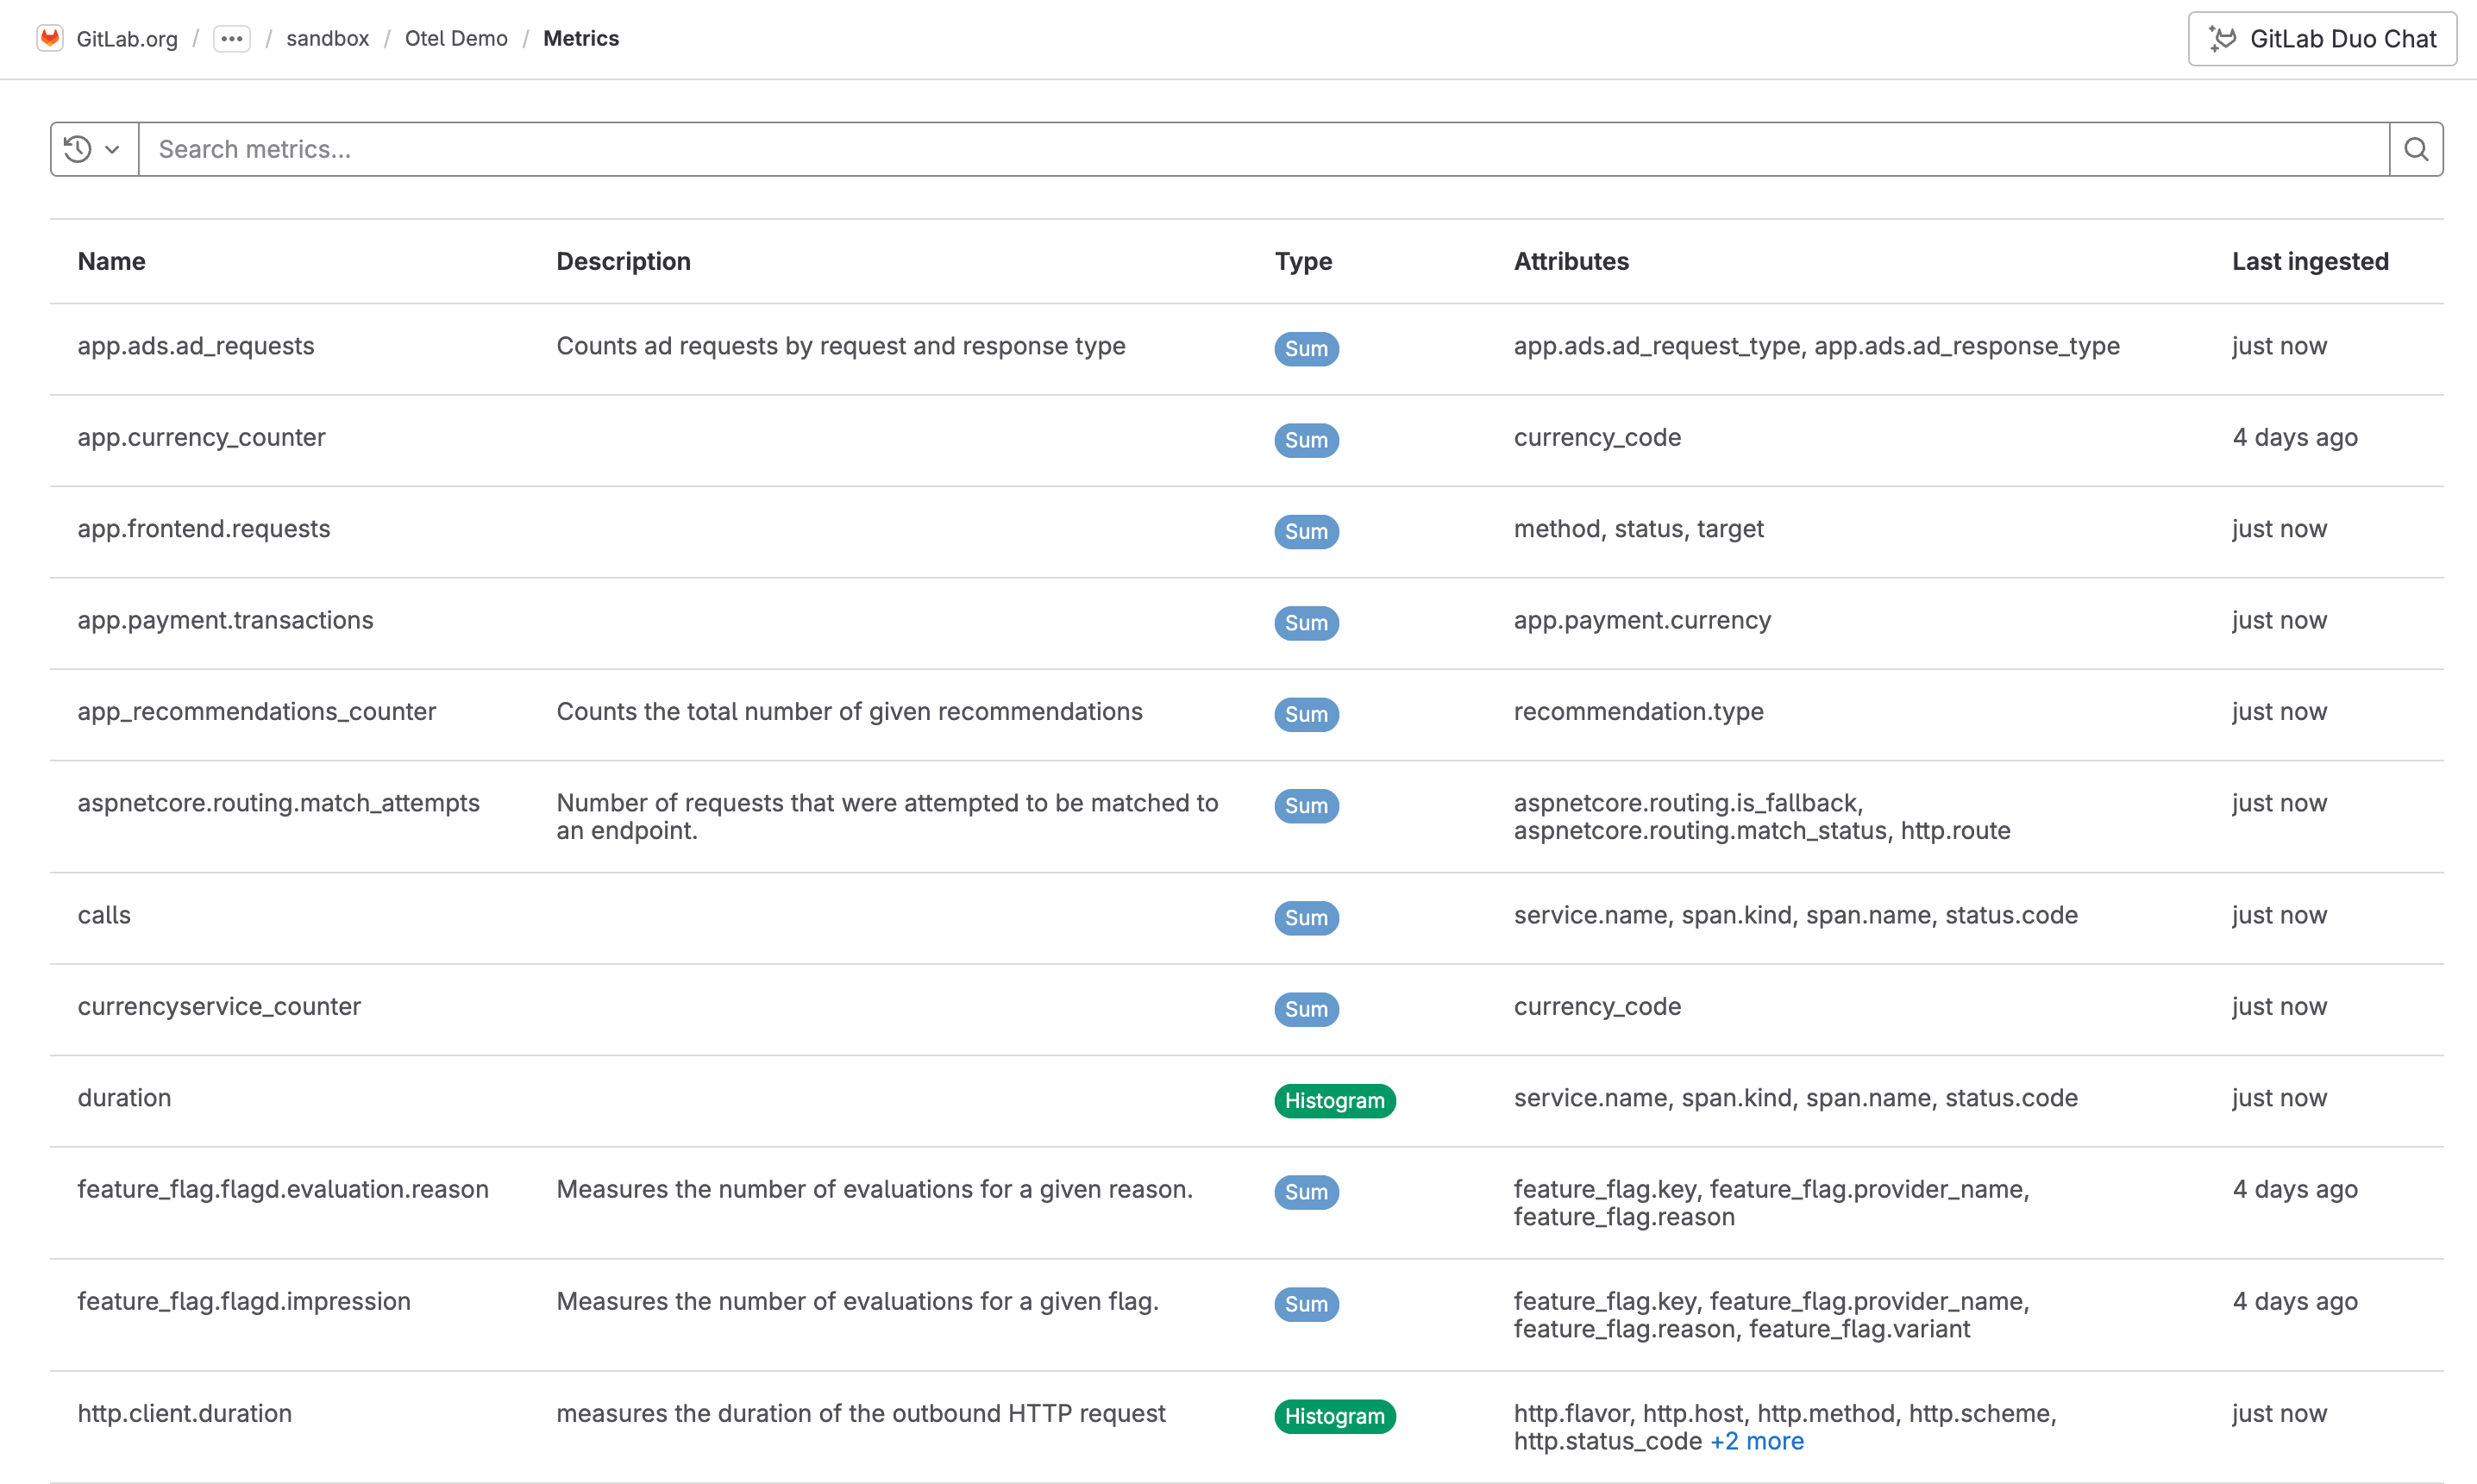 GitLab.org / ••• / sandbox / Otel Demo / Metrics
GitLab Duo Chat
Search metrics...
Name Description Type Attributes Last ingested
app.ads.ad_requests Counts ad requests by request and response type Sum app.ads.ad_request_type, app.ads.ad_response_type just now
app.currency_counter Sum currency_code 4 days ago
app.frontend.requests Sum method, status, target just now
app.payment.transactions Sum app.payment.currency just now
app_recommendations_counter Counts the total number of given recommendations Sum recommendation.type just now
aspnetcore.routing.match_attempts Number of requests that were attempted to be matched to Sum aspnetcore.routing.is_fallback, just now
an endpoint. aspnetcore.routing.match_status, http.route
calls Sum service.name, span.kind, span.name, status.code just now
currencyservice_counter Sum currency_code just now
duration Histogram service.name, span.kind, span.name, status.code just now
feature_flag.flagd.evaluation.reason Measures the number of evaluations for a given reason. Sum feature_flag.key, feature_flag.provider_name, 4 days ago
feature_flag.reason
feature_flag.flagd.impression Measures the number of evaluations for a given flag. Sum feature_flag.key, feature_flag.provider_name, 4 days ago
feature_flag.reason, feature_flag.variant
http.client.duration measures the duration of the outbound HTTP request Histogram http.flavor, http.host, http.method, http.scheme, just now
http.status_code +2 more